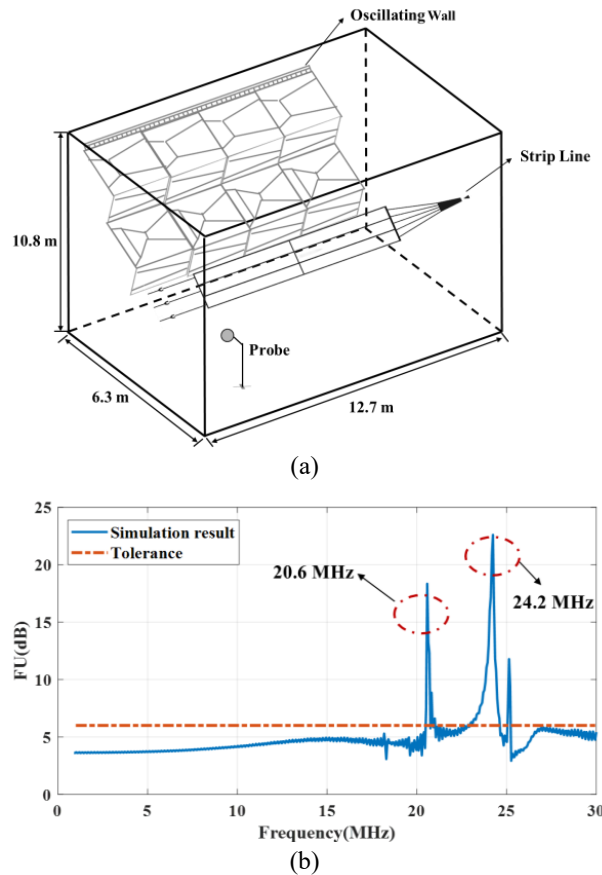 Oscillating Wall
Strip Line
10.8 m
Probe
6.3 m
12.7 m
(a)
25
20
15
10
5
0
FU(dB)
Simulation result
Tolerance
20.6 MHz
24.2 MHz
0 5 10 15 20 25 30
Frequency(MHz)
(b)